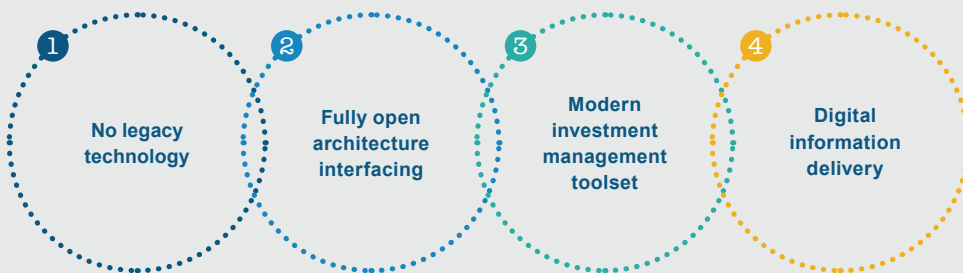 1
No legacy
technology
2
Fully open
architecture
interfacing
3
Modern
investment
management
toolset
4
Digital
information
delivery